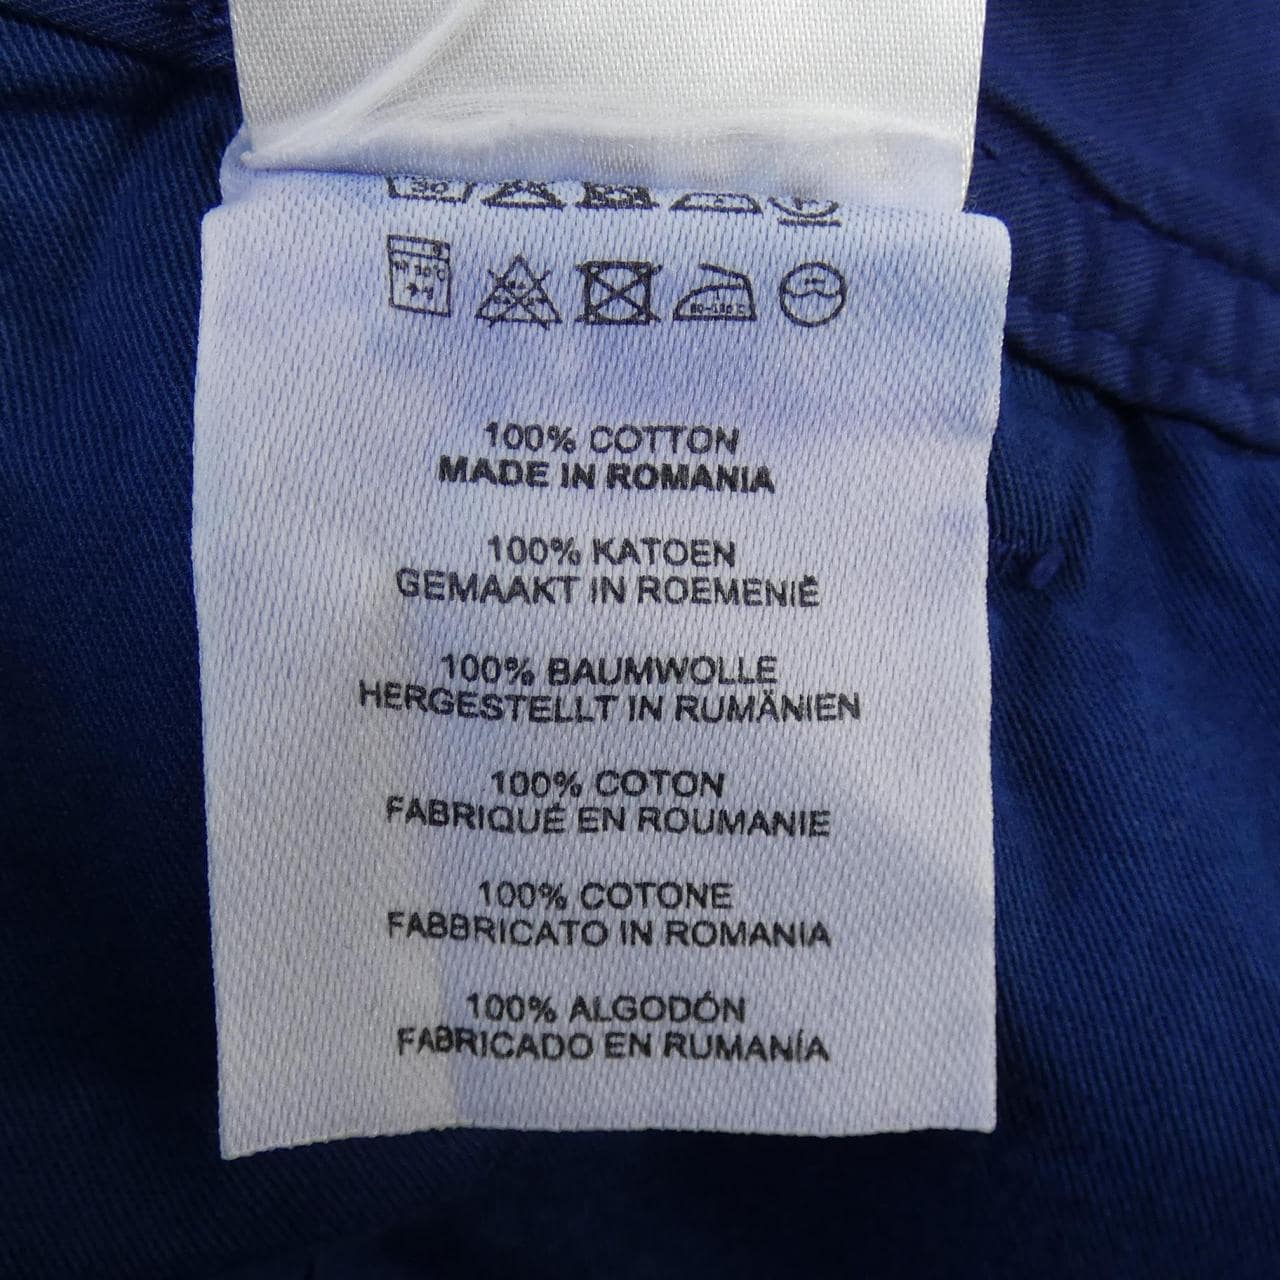 30
100% COTTON
MADE IN ROMANIA
100% KATOEN
GEMAAKT IN ROEMENIË
100% BAUMWOLLE
HERGESTELLT IN RUMÄNIEN
100% COTON
FABRIQUÉ EN ROUMANIE
100% COTONE
FABBRICATO IN ROMANIA
100% ALGODÓN
FABRICADO EN RUMANÍA